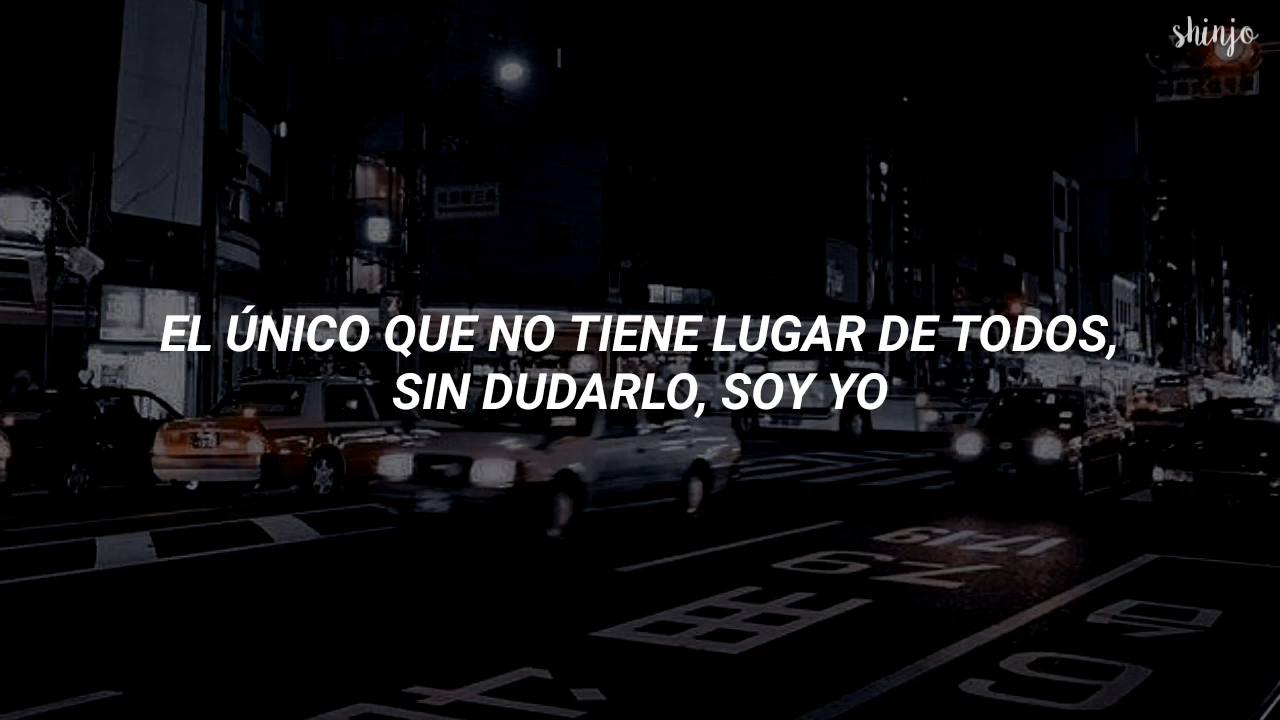 shinjo
EL ÚNICO QUE NO TIENE LUGAR DE TODOS,
SIN DUDARLO, SOY YO